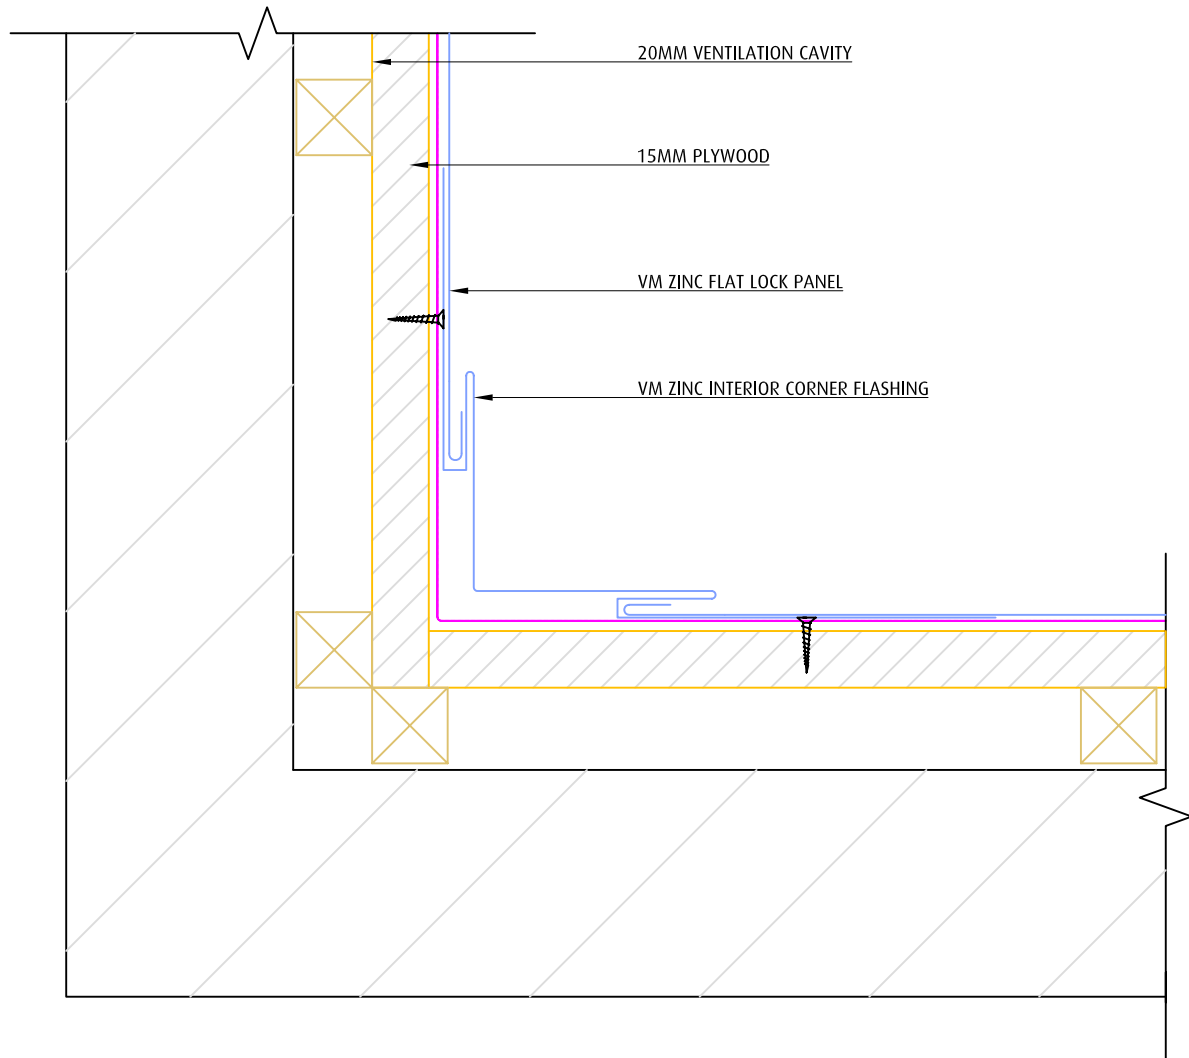 20MM VENTILATION CAVITY
15MM PLYWOOD
VM ZINC FLAT LOCK PANEL
VM ZINC INTERIOR CORNER FLASHING